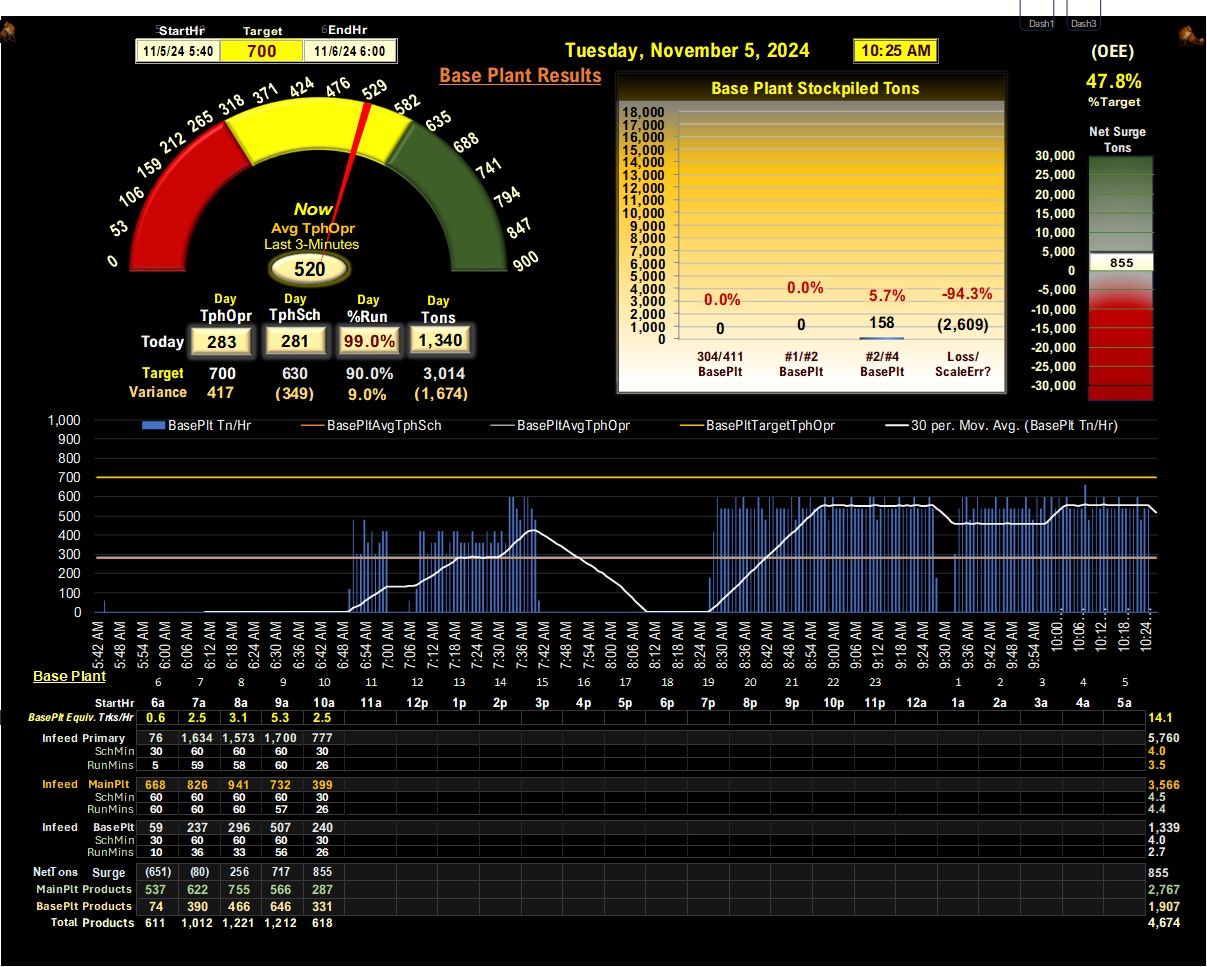 Dash1 Dash3
StartHr Target EndHr
11/5/24 5:40 700 11/6/24 6:00
Tuesday, November 5, 2024 10:25 AM
Base Plant Results
(OEE)
47.8%
%Target
Net Surge
Tons
30,000
25,000
20,000
15,000
10,000
5,000
0
-5,000
-10,000
-15,000
-20,000
-25,000
-30,000
855
0 53 106 159 212 265 318 371 424 476 529 582 635 688 741 794 847 900
Now
Avg TphOpr
Last 3-Minutes
520
Day Day Day Day
TphOpr TphSch %Run Tons
Today 283 281 99.0% 1,340
Target 700 630 90.0% 3,014
Variance 417 (349) 9.0% (1,674)
Base Plant Stockpiled Tons
18,000
17,000
16,000
15,000
14,000
13,000
12,000
11,000
10,000
9,000
8,000
7,000
6,000
5,000
4,000
3,000
2,000
1,000
0
0.0% 0.0% 5.7% -94.3%
0 0 158 (2,609)
304/411 #1/#2 #2/#4 Loss/
BasePlt BasePlt BasePlt ScaleErr?
BasePlt Tn/Hr BasePltAvgTphSch BasePltAvgTphOpr BasePltTargetTphOpr 30 per. Mov. Avg. (BasePlt Tn/Hr)
1,000
900
800
700
600
500
400
300
200
100
0
5:42 AM 5:48 AM 5:54 AM 6:00 AM 6:06 AM 6:12 AM 6:24 AM 6:30 AM 6:36 AM 6:42 AM 6:48 AM 6:54 AM 7:00 AM 7:06 AM 7:12 AM 7:18 AM 7:24 AM 7:30 AM 7:36 AM 7:42 AM 7:48 AM 7:54 AM 8:00 AM 8:06 AM 8:12 AM 8:18 AM 8:24 AM 8:30 AM 8:36 AM 8:42 AM 8:48 AM 8:54 AM 9:00 AM 9:06 AM 9:12 AM 9:18 AM 9:24 AM 9:30 AM 9:36 AM 9:42 AM 9:48 AM 9:54 AM 10:00... 10:06... 10:12... 10:18... 10:24...
Base Plant
6 7 8 9 10 11 12 13 14 15 16 17 18 19 20 21 22 23 1 2 3 4 5
StartHr 6a 7a 8a 9a 10a 11a 12p 1p 2p 3p 4p 5p 6p 7p 8p 9p 10p 11p 12a 1a 2a 3a 4a 5a
BasePlt Equiv. Trks/Hr 0.6 2.5 3.1 5.3 2.5 14.1
Infeed Primary 76 1,634 1,573 1,700 777 5,760
SchMin 30 60 60 60 30 4.0
RunMins 5 59 58 60 26 3.5
Infeed MainPlt 668 826 941 732 399 3,566
SchMin 60 60 60 60 30 4.5
RunMins 60 60 60 57 26 4.4
Infeed BasePlt 59 237 296 507 240 1,339
SchMin 30 60 60 60 30 4.0
RunMins 10 36 33 56 26 2.7
NetTons Surge (651) (80) 256 717 855 855
MainPlt Products 537 622 755 566 287 2,767
BasePlt Products 74 390 466 646 331 1,907
Total Products 611 1,012 1,221 1,212 618 4,674